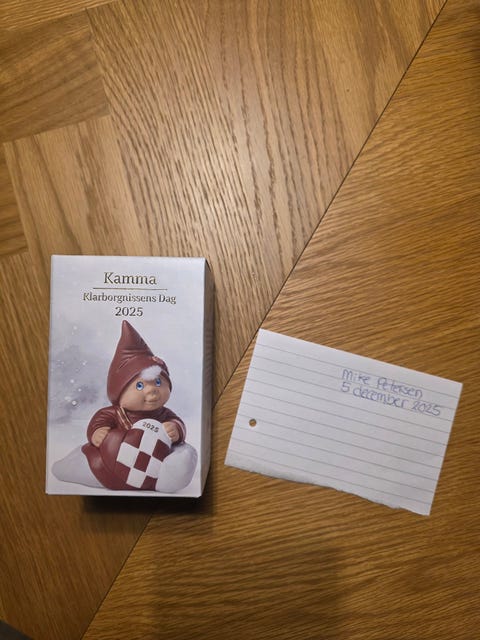 Kamma
Klarborgnissens Dag
2025
2025
Mike Petersen
5 december 2025